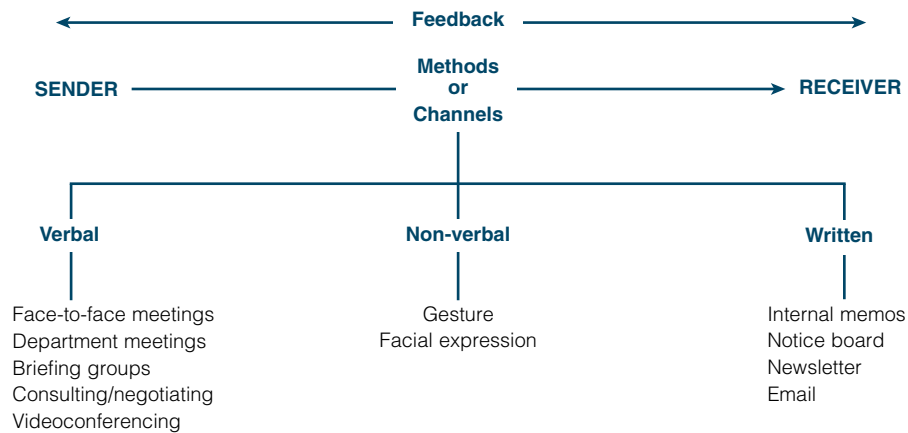 Feedback
SENDER
Methods
or
Channels
RECEIVER
Verbal
Non-verbal
Written
Face-to-face meetings
Department meetings
Briefing groups
Consulting/negotiating
Videoconferencing
Gesture
Facial expression
Internal memos
Notice board
Newsletter
Email